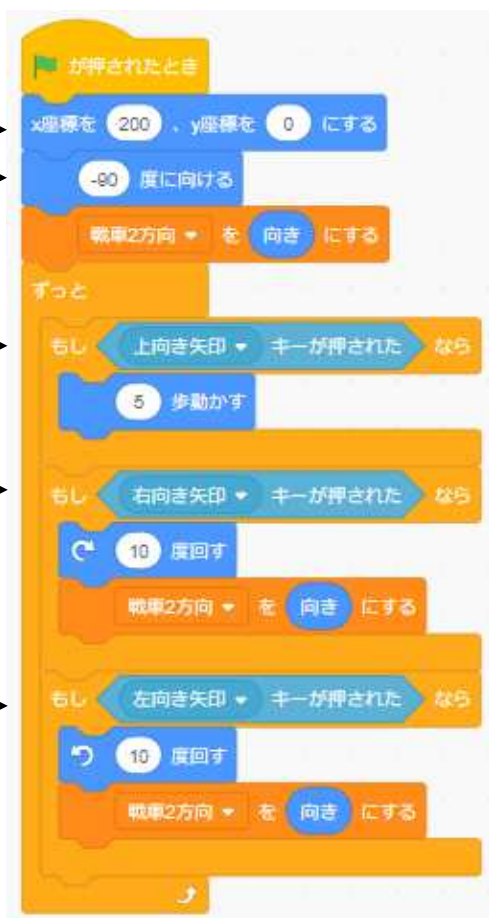 が押されたとき
x座標を 200 、y座標を 0 にする
-90 度に向ける
戦車2方向 を 向き にする
ずっと
もし 上向き矢印 キーが押された なら
5 歩動かす
もし 右向き矢印 キーが押された なら
10 度回す
戦車2方向 を 向き にする
もし 左向き矢印 キーが押された なら
10 度回す
戦車2方向 を 向き にする